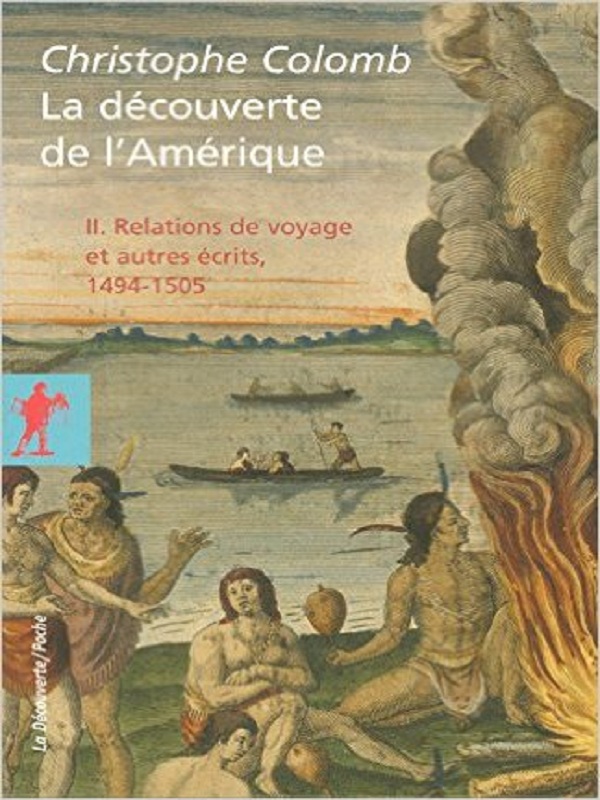 Christophe Colomb
La découverte
de l'Amérique
II. Relations de voyage
et autres écrits,
1494-1505
La Découverte/Poche